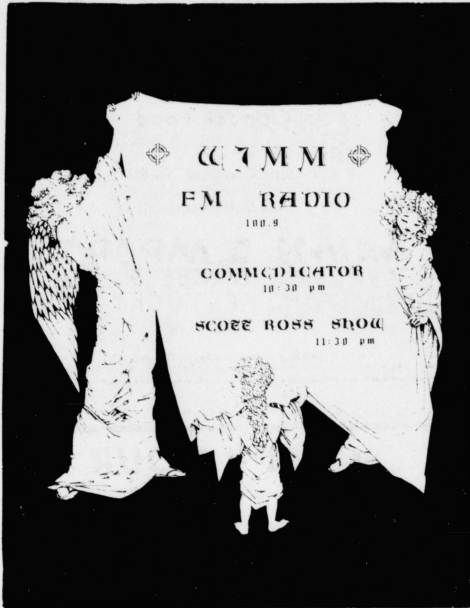 WJMM
FM RADIO
100.9
COMMUNICATOR
10:30 pm
SCOTT ROSS SHOW
11:30 pm